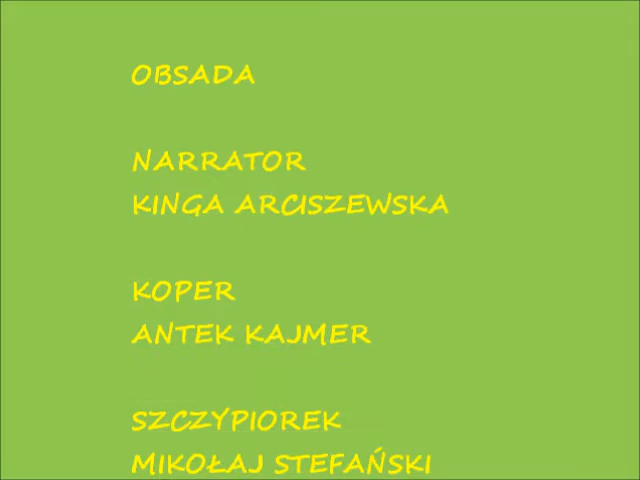 OBSADA
NARRATOR
KINGA ARCISZEWSKA
KOPER
ANTEK KAJMER
SZCZYPIOREK
MIKOŁAJ STEFAŃSKI